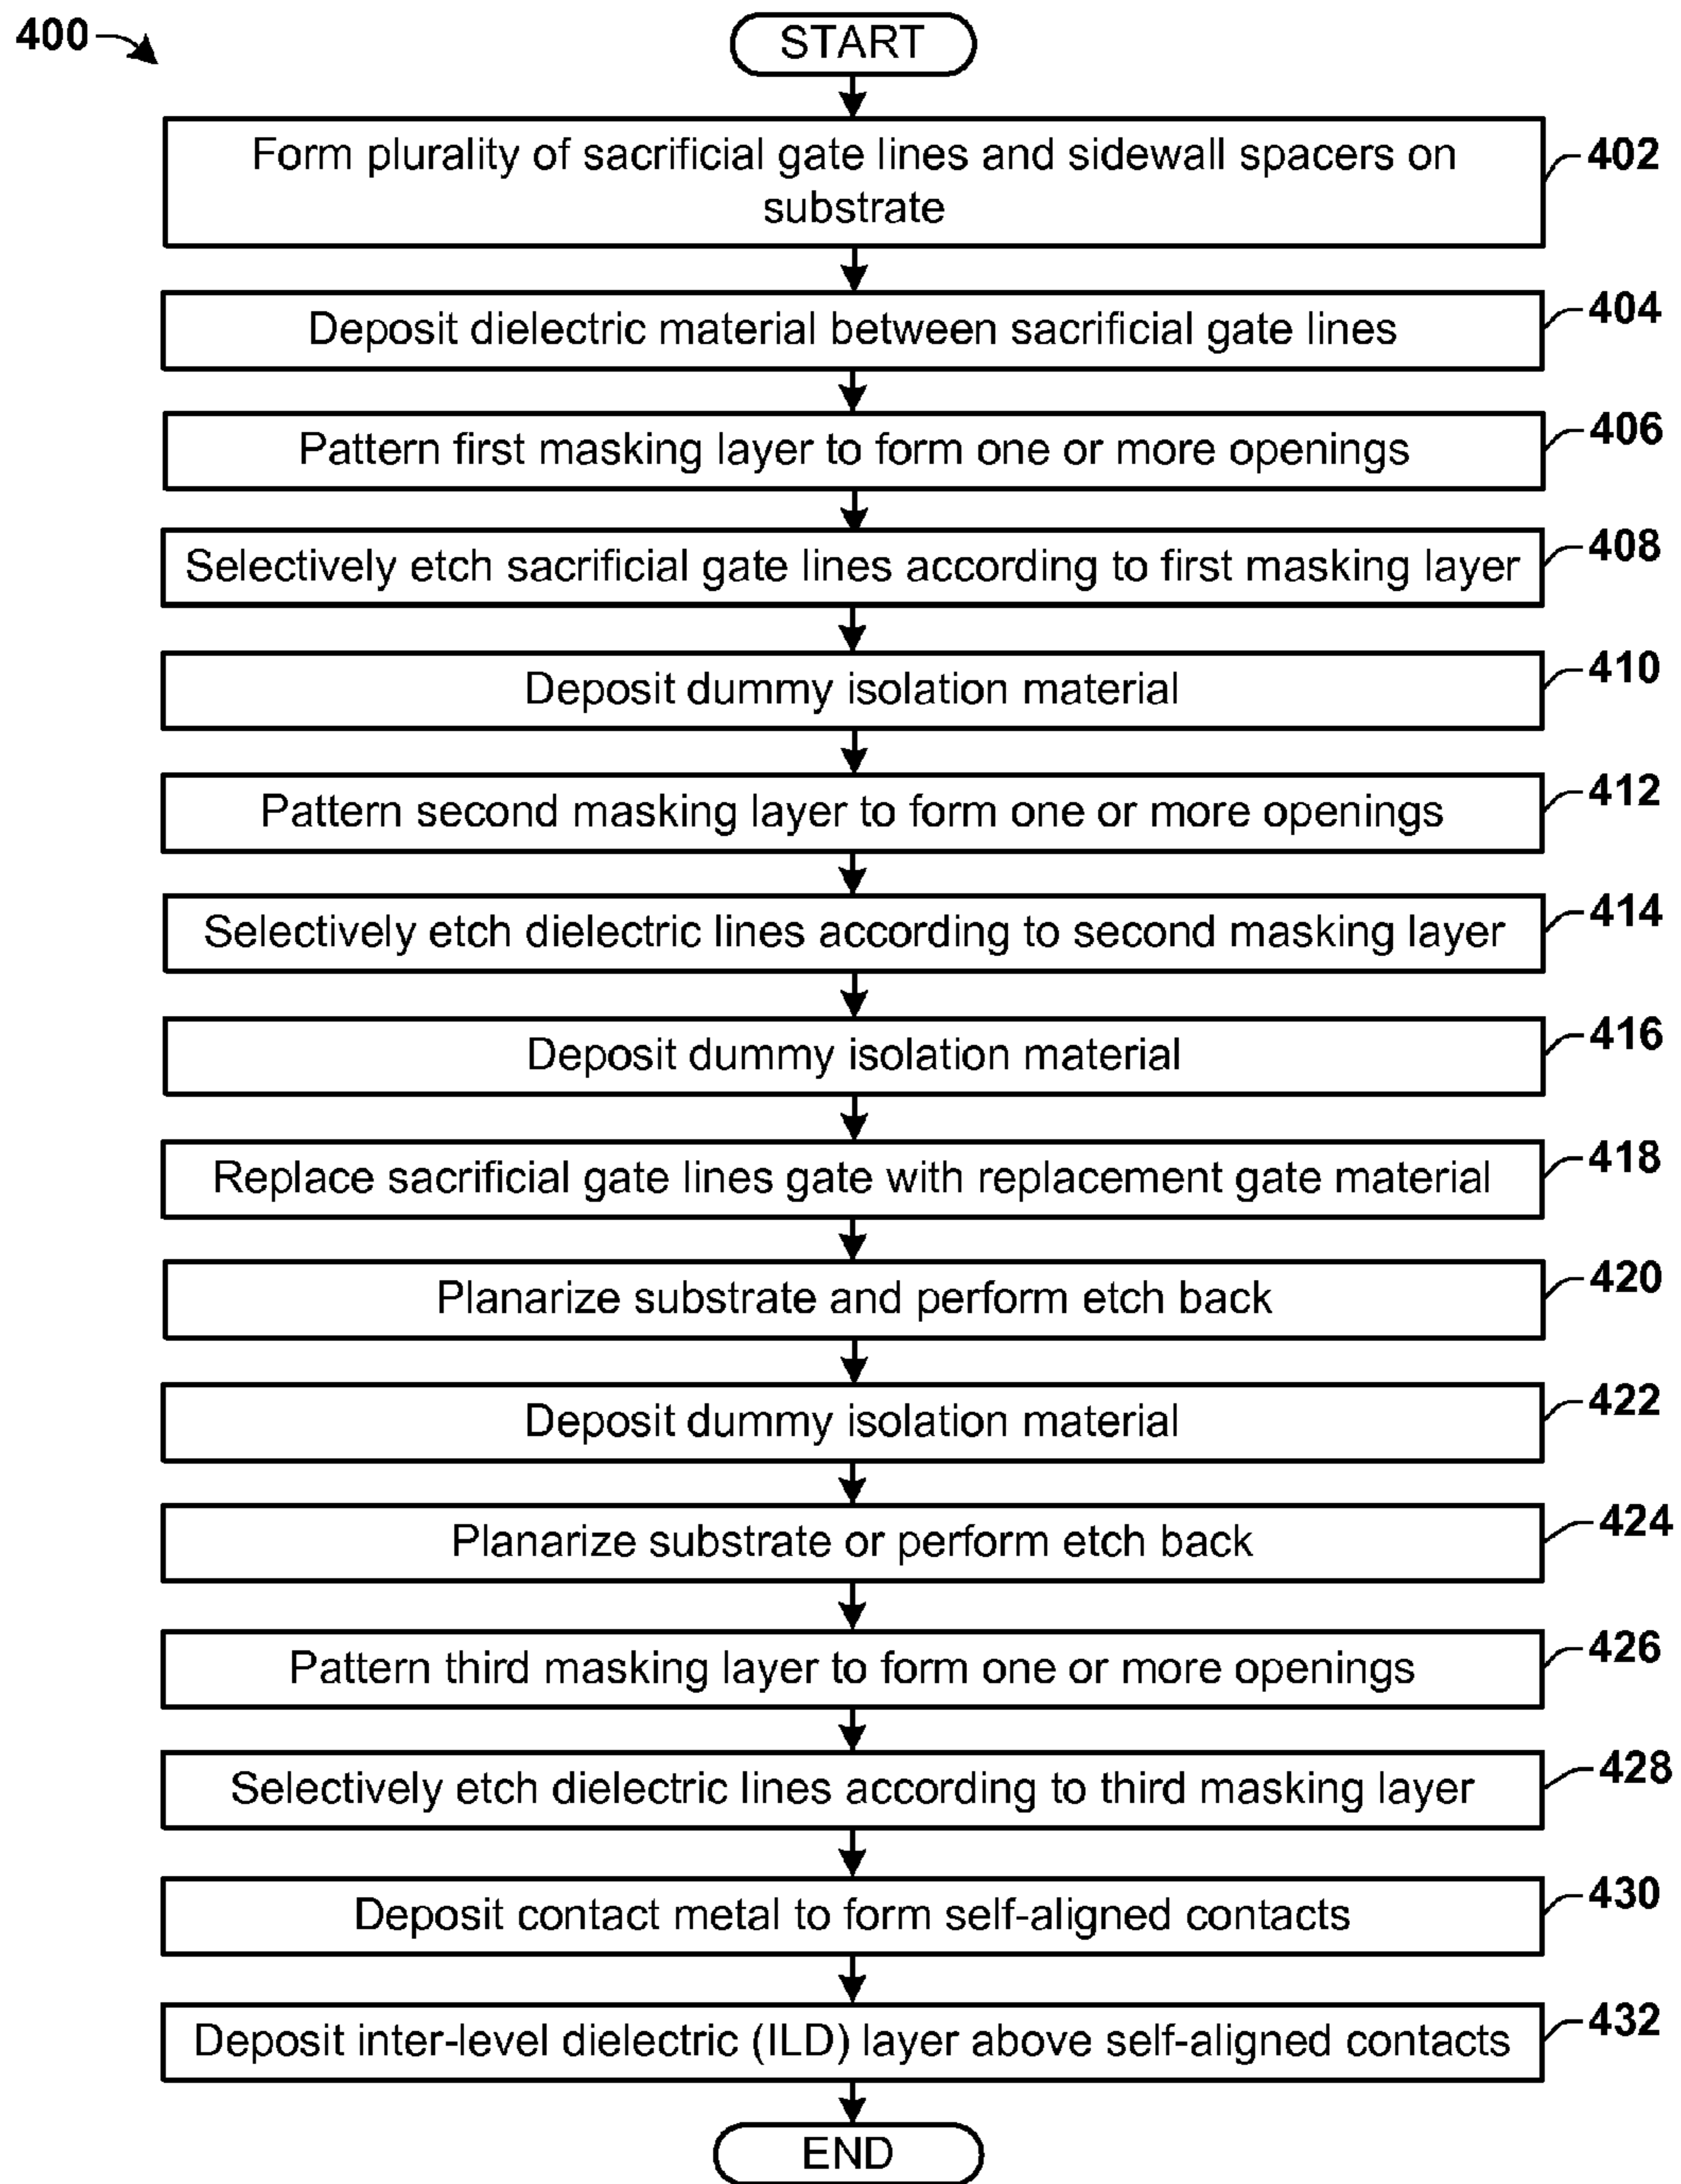 400
START
Form plurality of sacrificial gate lines and sidewall spacers on
substrate
402
Deposit dielectric material between sacrificial gate lines
404
Pattern first masking layer to form one or more openings
406
Selectively etch sacrificial gate lines according to first masking layer
408
Deposit dummy isolation material
410
Pattern second masking layer to form one or more openings
412
Selectively etch dielectric lines according to second masking layer
414
Deposit dummy isolation material
416
Replace sacrificial gate lines gate with replacement gate material
418
Planarize substrate and perform etch back
420
Deposit dummy isolation material
422
Planarize substrate or perform etch back
424
Pattern third masking layer to form one or more openings
426
Selectively etch dielectric lines according to third masking layer
428
Deposit contact metal to form self-aligned contacts
430
Deposit inter-level dielectric (ILD) layer above self-aligned contacts
432
END